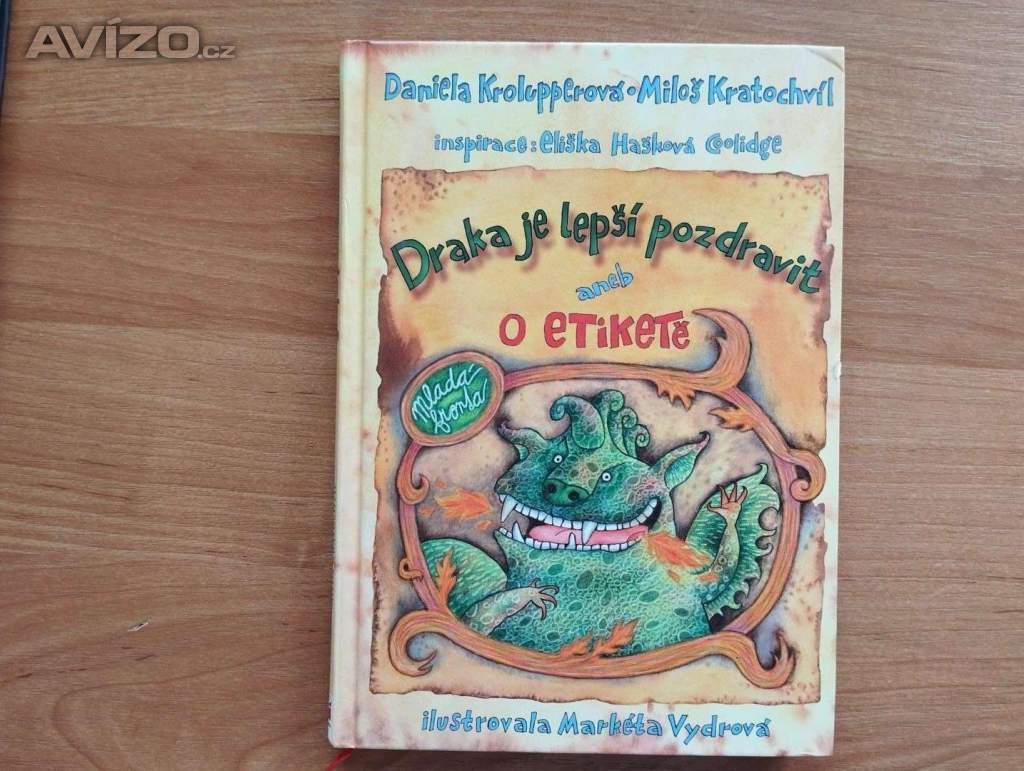 AVÍZO.cz
Daniela Krolupperová • Miloš Kratochvíl
inspirace: Eliška Hašková Coolidge
Draka je lepší pozdravit
aneb
O ETIKETĚ
mladá
fronta
ilustrovala Markéta Vydrová